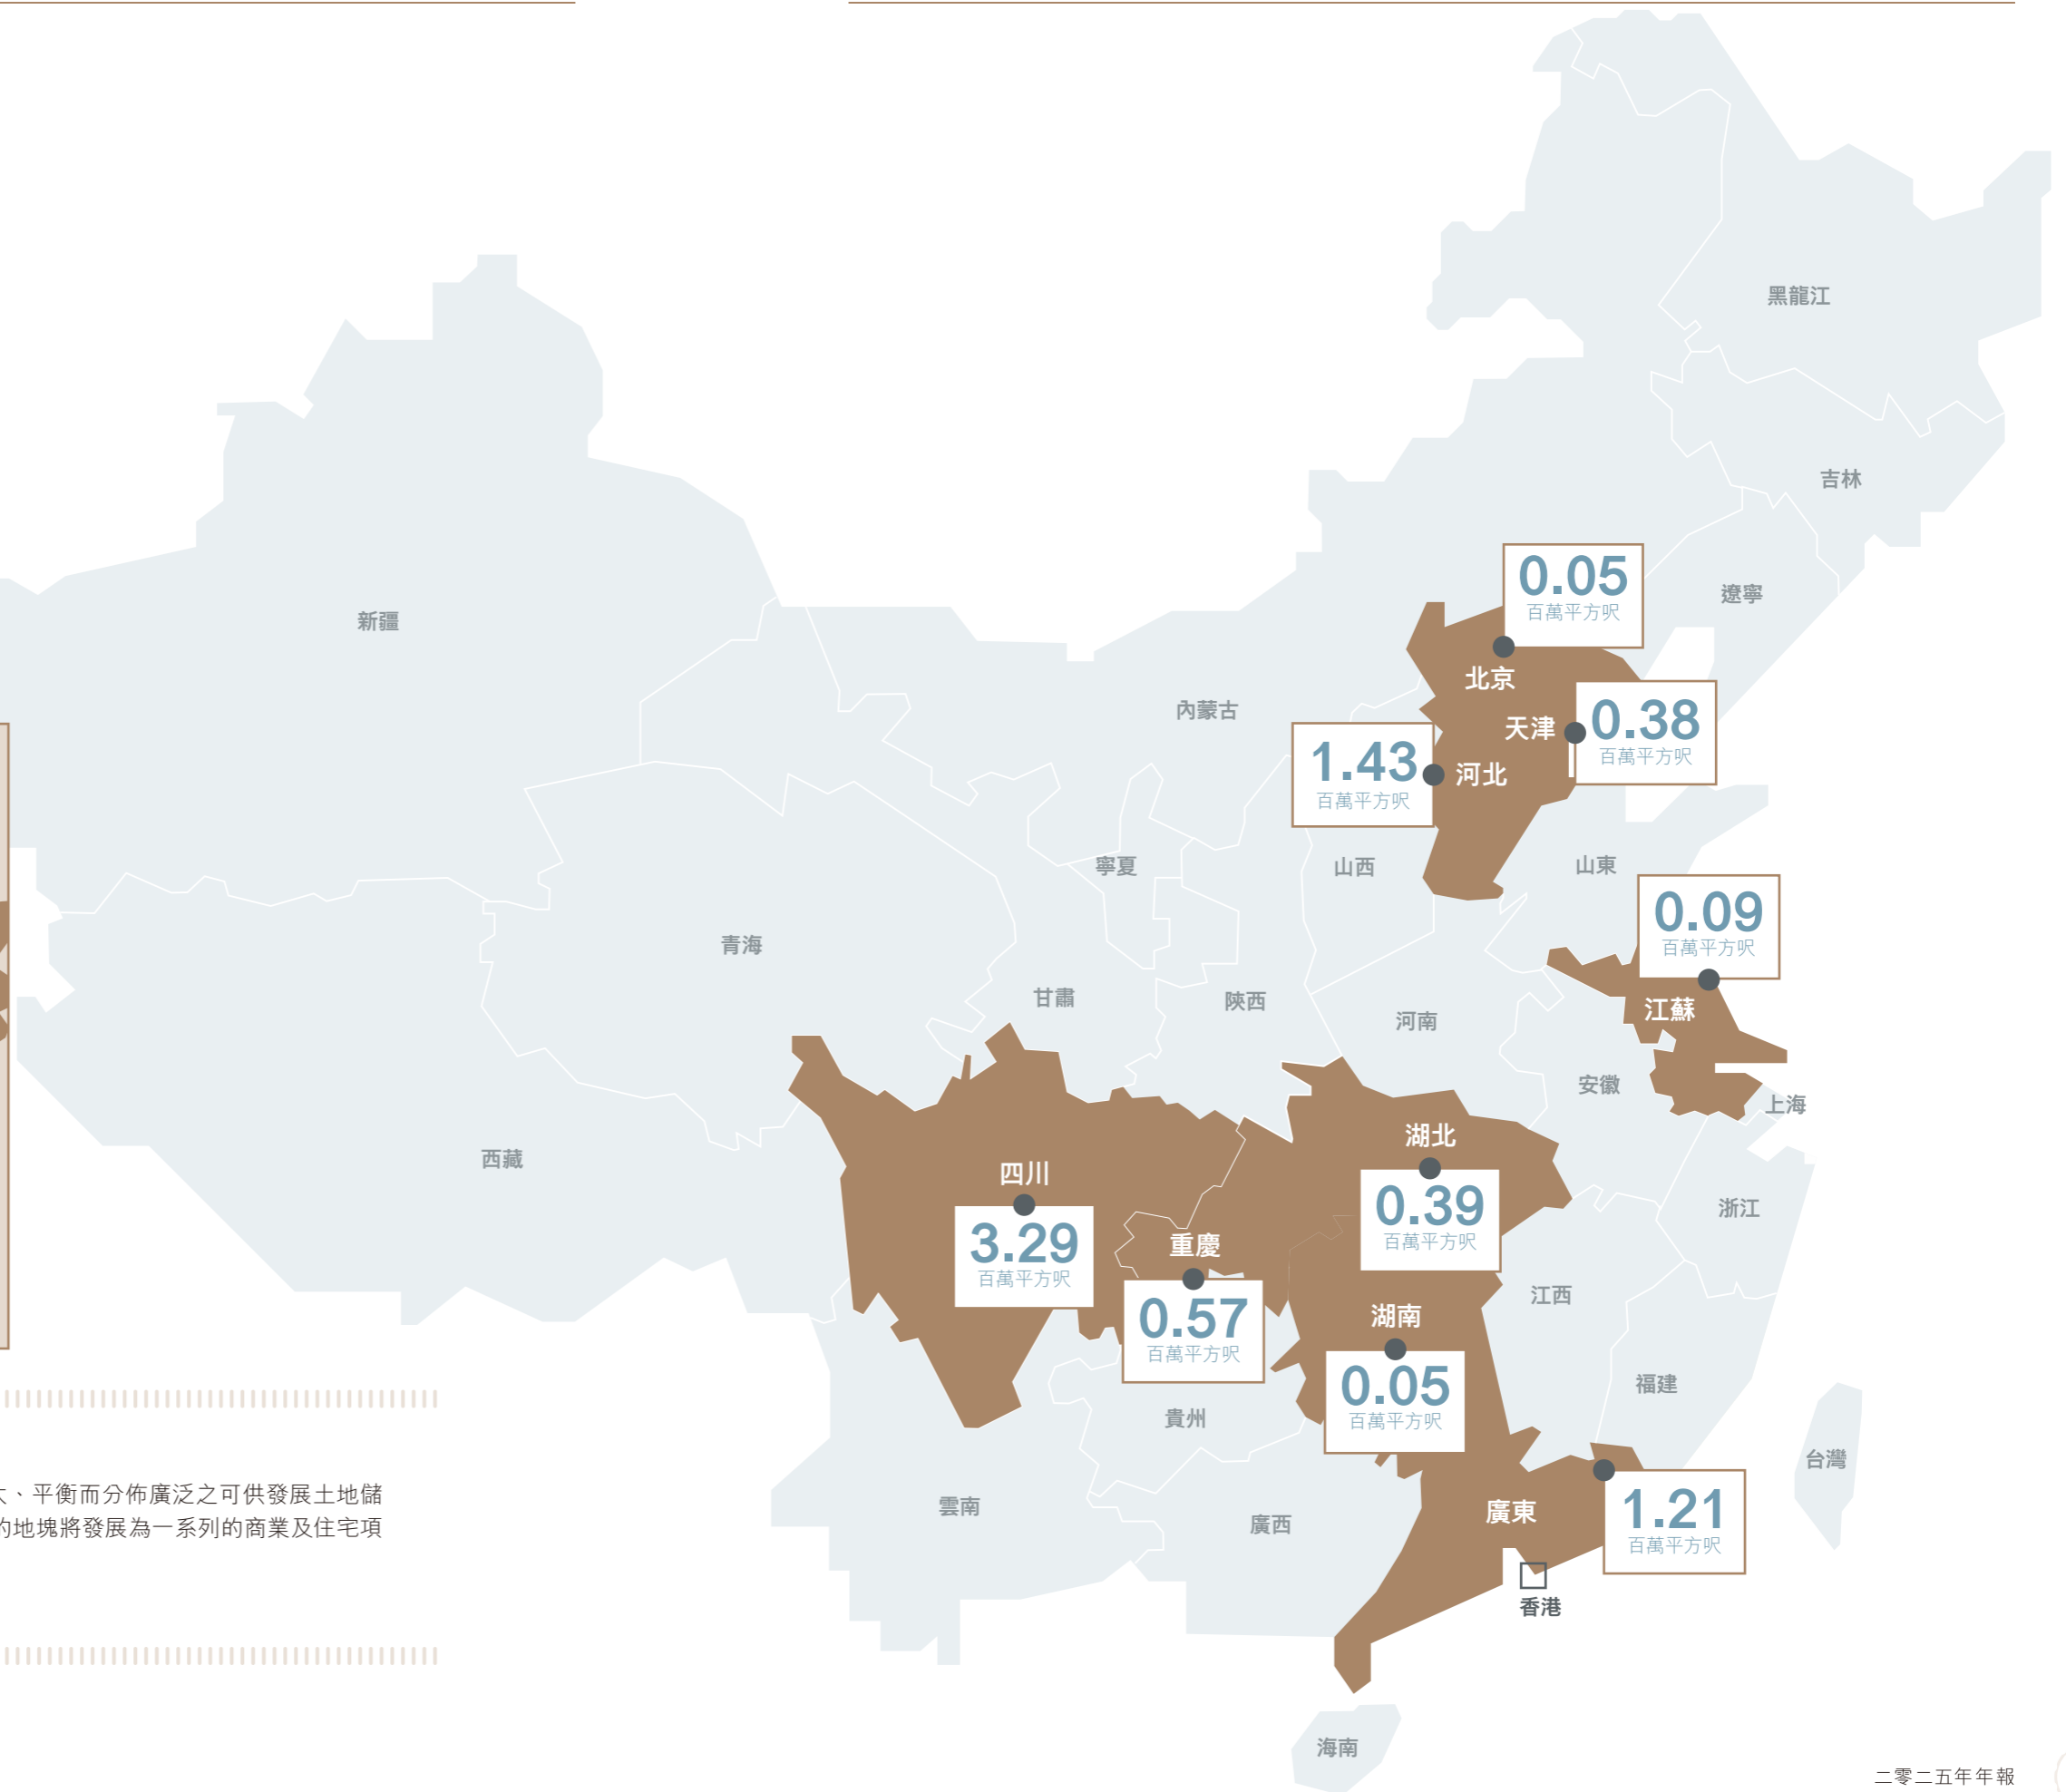 黑龍江
吉林
0.05
百萬平方呎
遼寧
新疆
北京
內蒙古
天津
0.38
百萬平方呎
1.43
百萬平方呎
河北
寧夏
山西
山東
0.09
百萬平方呎
青海
甘肅
陝西
河南
江蘇
安徽
上海
湖北
西藏
四川
0.39
百萬平方呎
浙江
3.29
百萬平方呎
重慶
江西
0.57
百萬平方呎
湖南
0.05
百萬平方呎
福建
貴州
台灣
大、平衡而分佈廣泛之可供發展土地儲
的地塊將發展為一系列的商業及住宅項
雲南
廣西
廣東
1.21
百萬平方呎
香港
海南
二零二五年年報